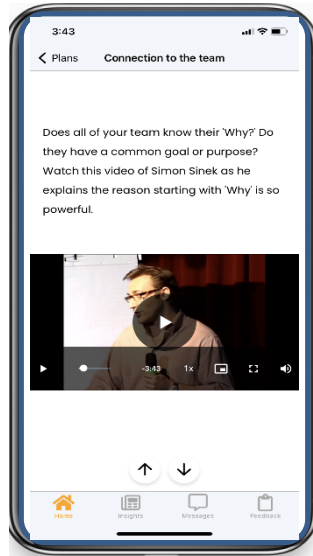 3:43
Plans
Connection to the team
Does all of your team know their 'Why?' Do
they have a common goal or purpose?
Watch this video of Simon Sinek as he
explains the reason starting with 'Why' is so
powerful.
-3:43
1x
Home
Insights
Messages
Feedback